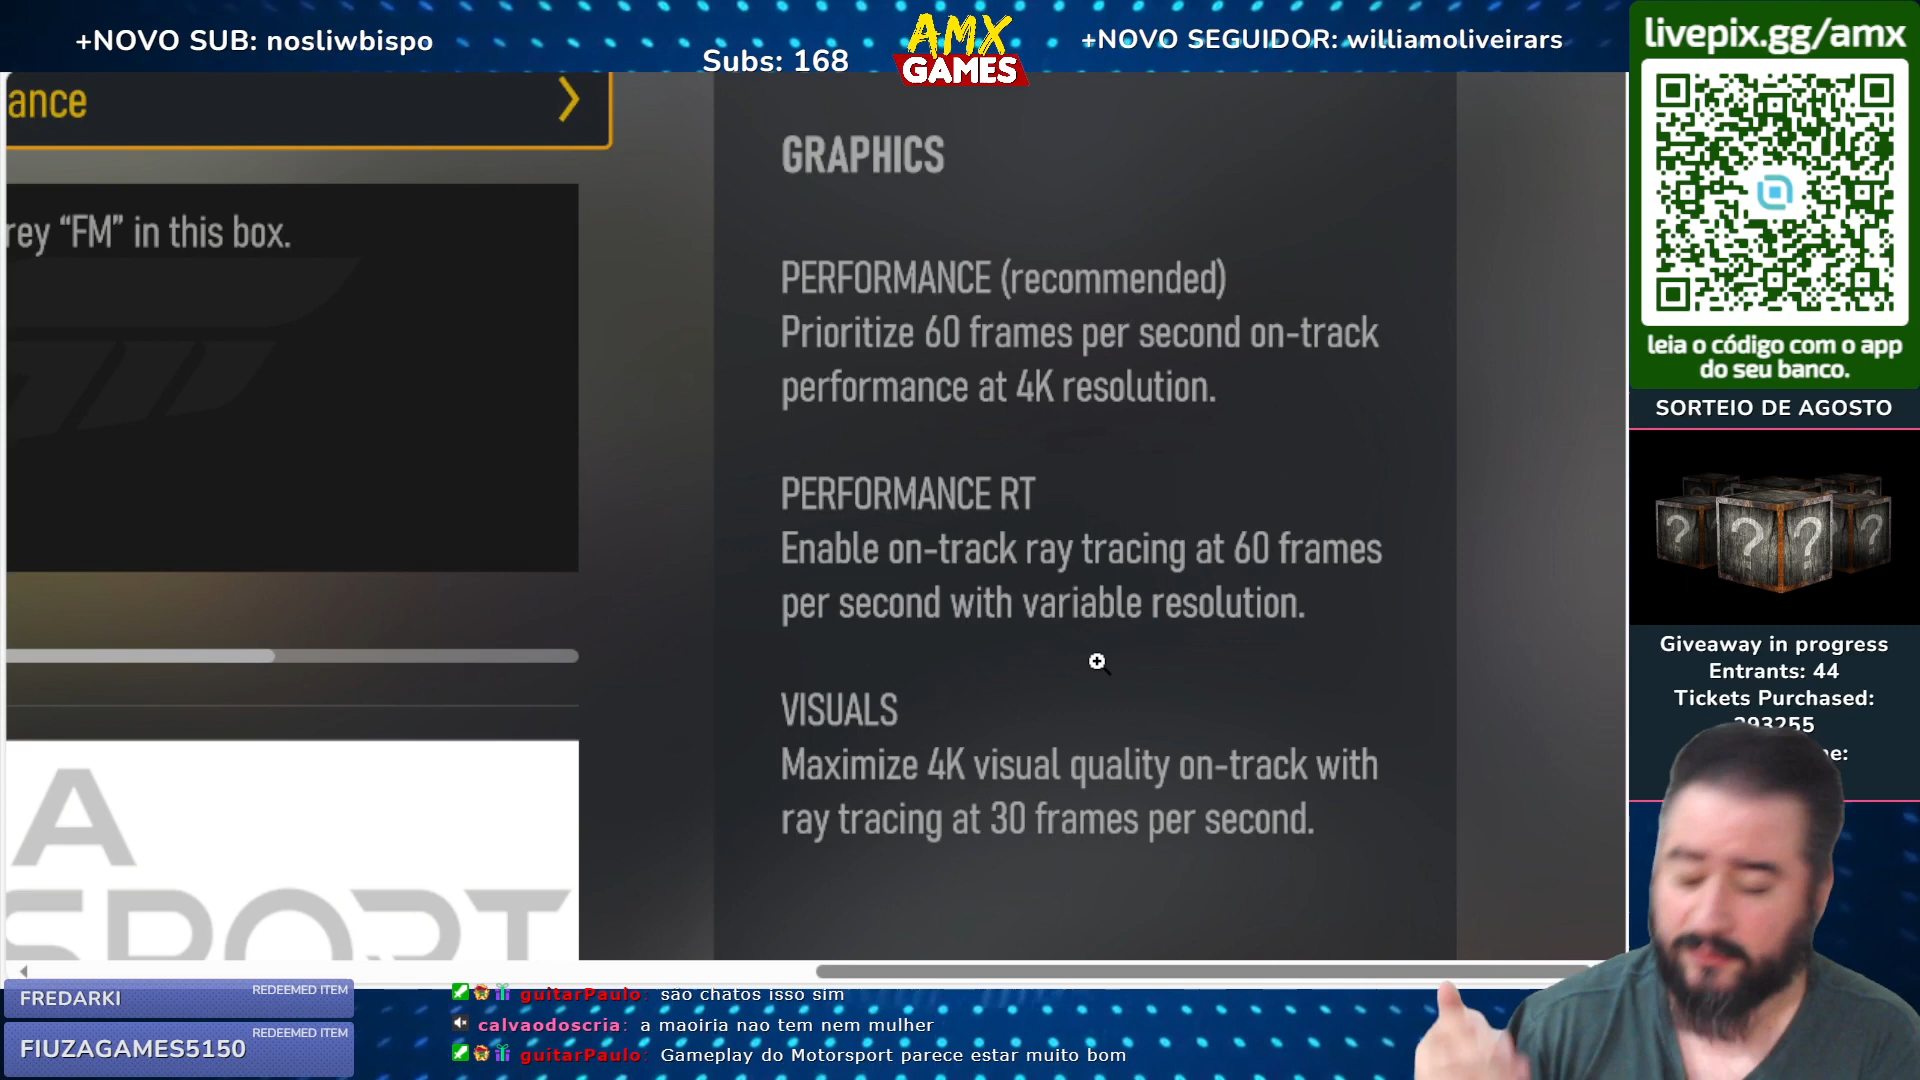 +NOVO SUB: nosliwbispo
Subs: 168
AMX
GAMES
+NOVO SEGUIDOR: williamoliveirars
livepix.gg/amx
leia o código com o app
do seu banco.
SORTEIO DE AGOSTO
? ? ? ?
Giveaway in progress
Entrants: 44
Tickets Purchased:
293255
ance
rey “FM” in this box.
GRAPHICS
PERFORMANCE (recommended)
Prioritize 60 frames per second on-track
performance at 4K resolution.
PERFORMANCE RT
Enable on-track ray tracing at 60 frames
per second with variable resolution.
VISUALS
Maximize 4K visual quality on-track with
ray tracing at 30 frames per second.
A
SPORT
FREDARKI
REDEEMED ITEM
FIUZAGAMES5150
REDEEMED ITEM
guitarPaulo: são chatos isso sim
calvaodoscria: a maoiria nao tem nem mulher
guitarPaulo: Gameplay do Motorsport parece estar muito bom